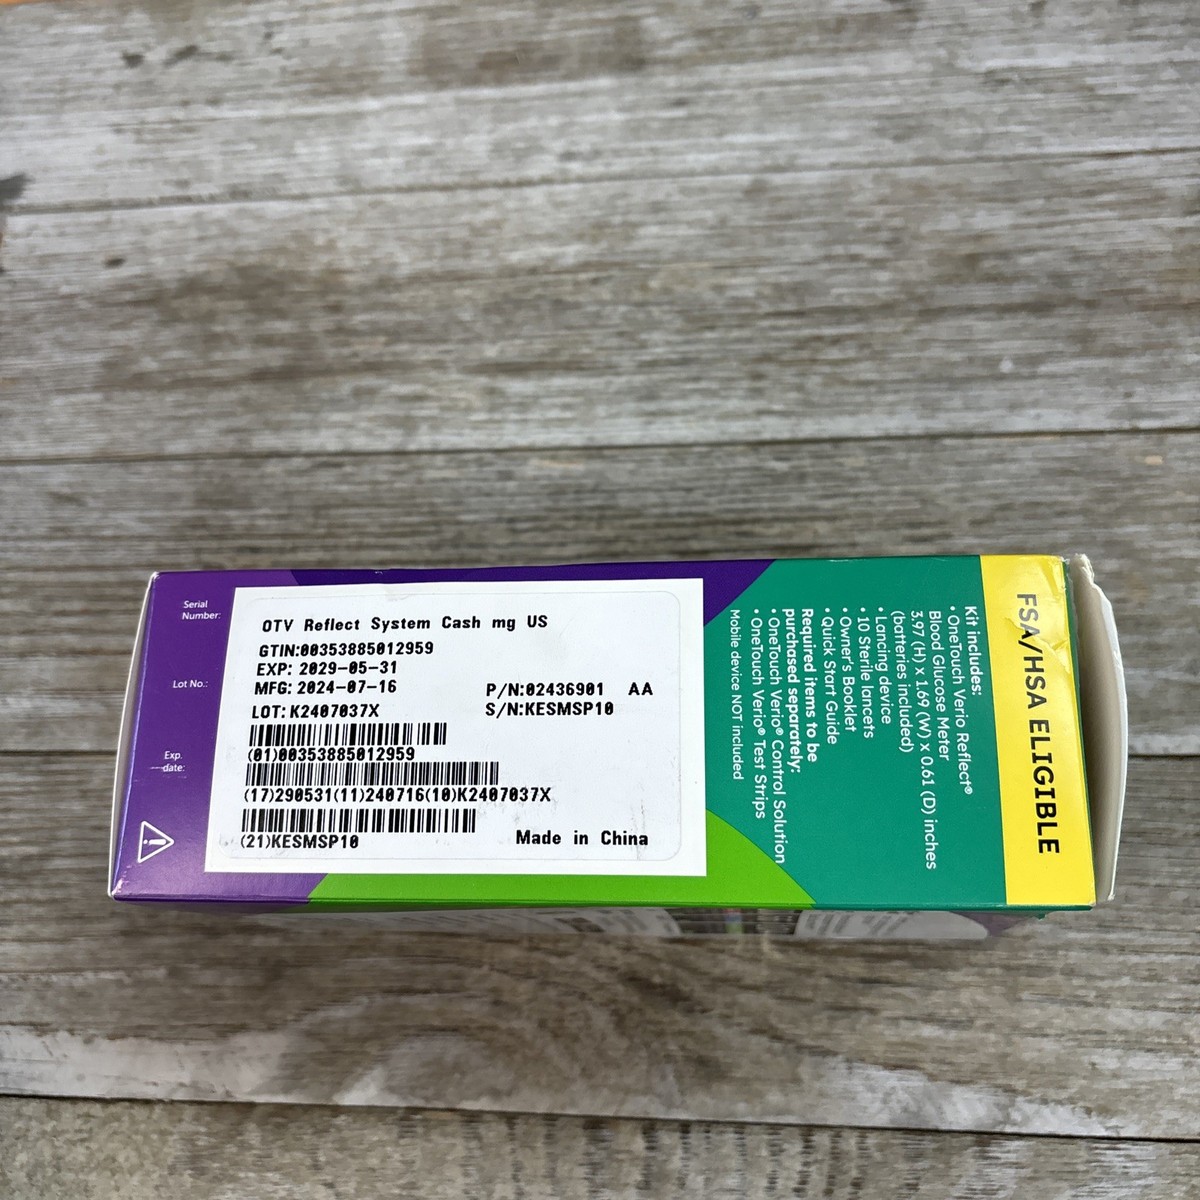 Serial
Number:
Lot No.:
Exp.
date:
OTV Reflect System Cash mg US
GTIN:00353885012959
EXP: 2029-05-31
MFG: 2024-07-16
P/N:02436901 AA
LOT:K2407037X
S/N:KESMSP10
(01)00353885012959
(17)290531(11)240716(10)K2407037X
(21)KESMSP10
Made in China
FSA/HSA ELIGIBLE
Kit includes:
• OneTouch Verio Reflect®
Blood Glucose Meter
3.97 (H) x 1.69 (W) x 0.61 (D) inches
(batteries included)
• Lancing device
• 10 Sterile lancets
• Owner's Booklet
• Quick Start Guide
Required items to be
purchased separately:
• OneTouch Verio® Control Solution
• OneTouch Verio® Test Strips
Mobile device NOT included